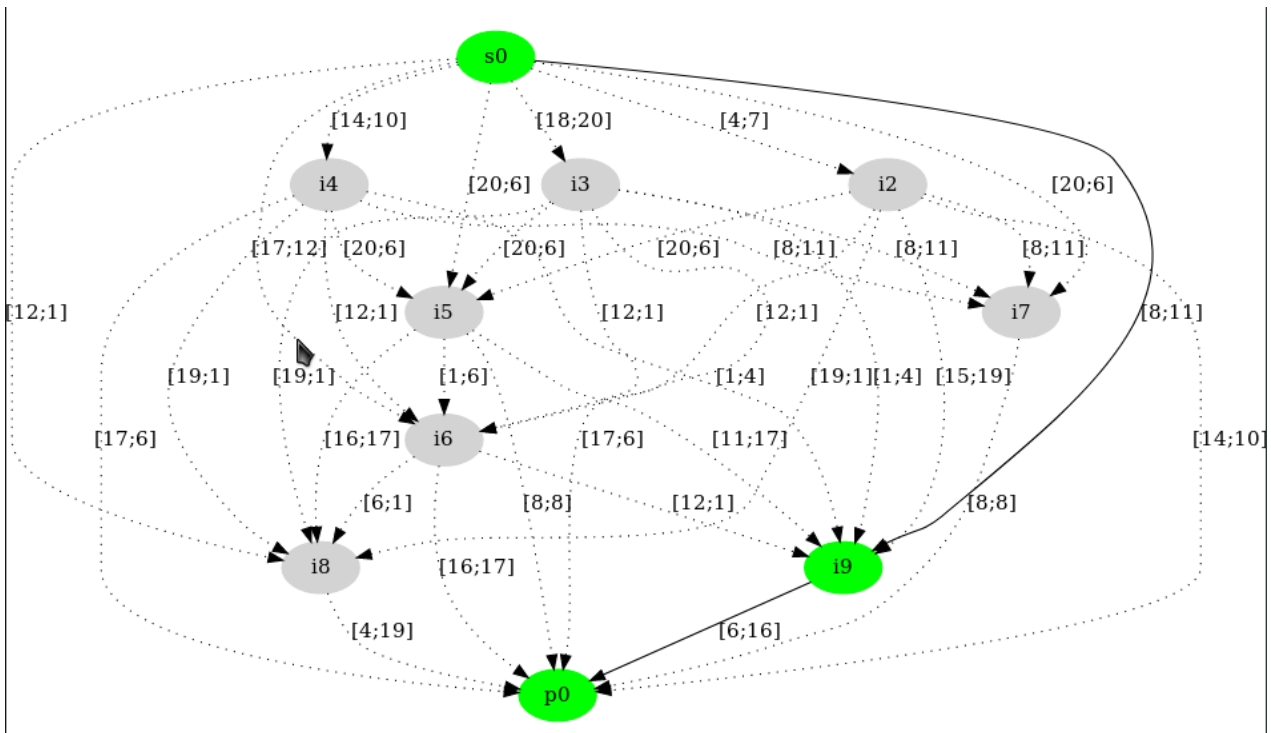 s0
[14;10] [18;20] [4;7]
i4 [20;6] i3 i2 [20;6]
[17;12] [20;6] [20;6] [20;6] [8;11] [8;11] [8;11]
[12;1] [12;1] i5 [12;1] [12;1] i7 [8;11]
[19;1] [19;1] [1;6] [1;4] [19;1] [1;4] [15;19]
[17;6] [16;17] i6 [17;6] [11;17] [14;10]
[6;1] [8;8] [12;1] [8;8]
i8 [16;17] i9
[4;19] [6;16]
p0